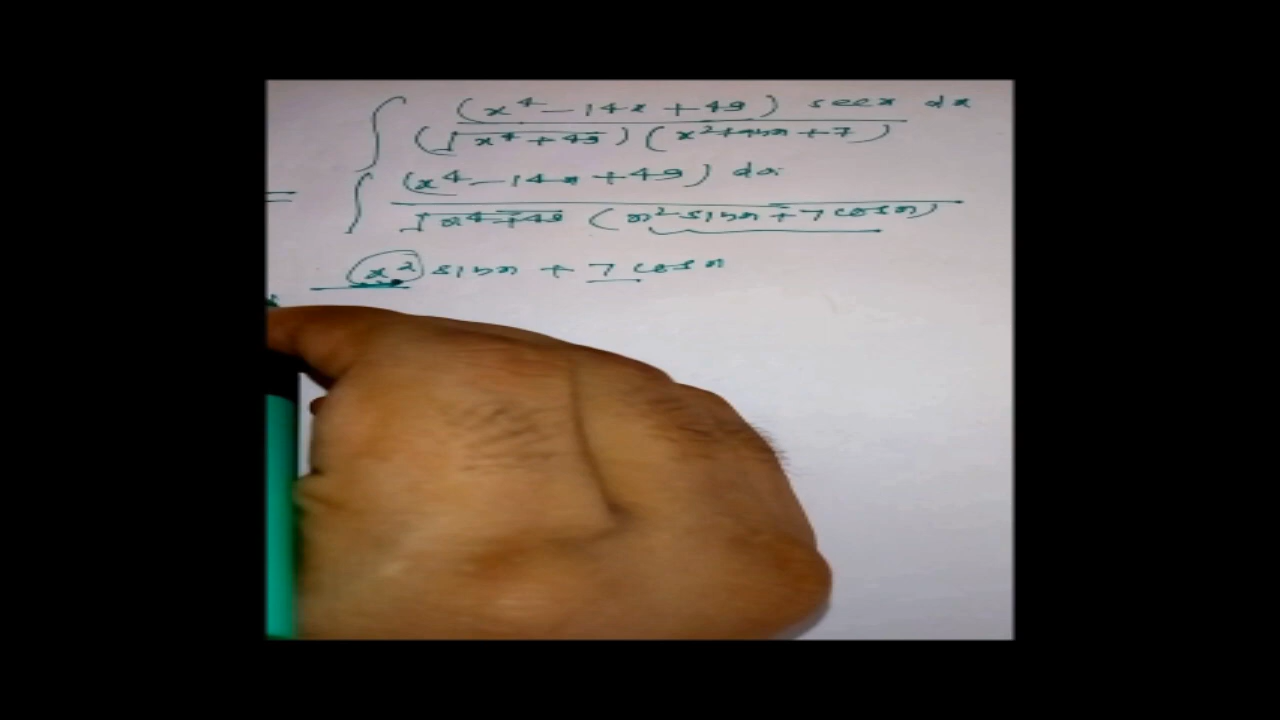 ∫ (x⁴ - 14x + 49) secx dx / (√x⁴ + 49) (x² tanx + 7)
= ∫ (x⁴ - 14x + 49) dx / √x⁴ + 49 (x² sinx + 7 cosx)
x² sinx + 7 cosx